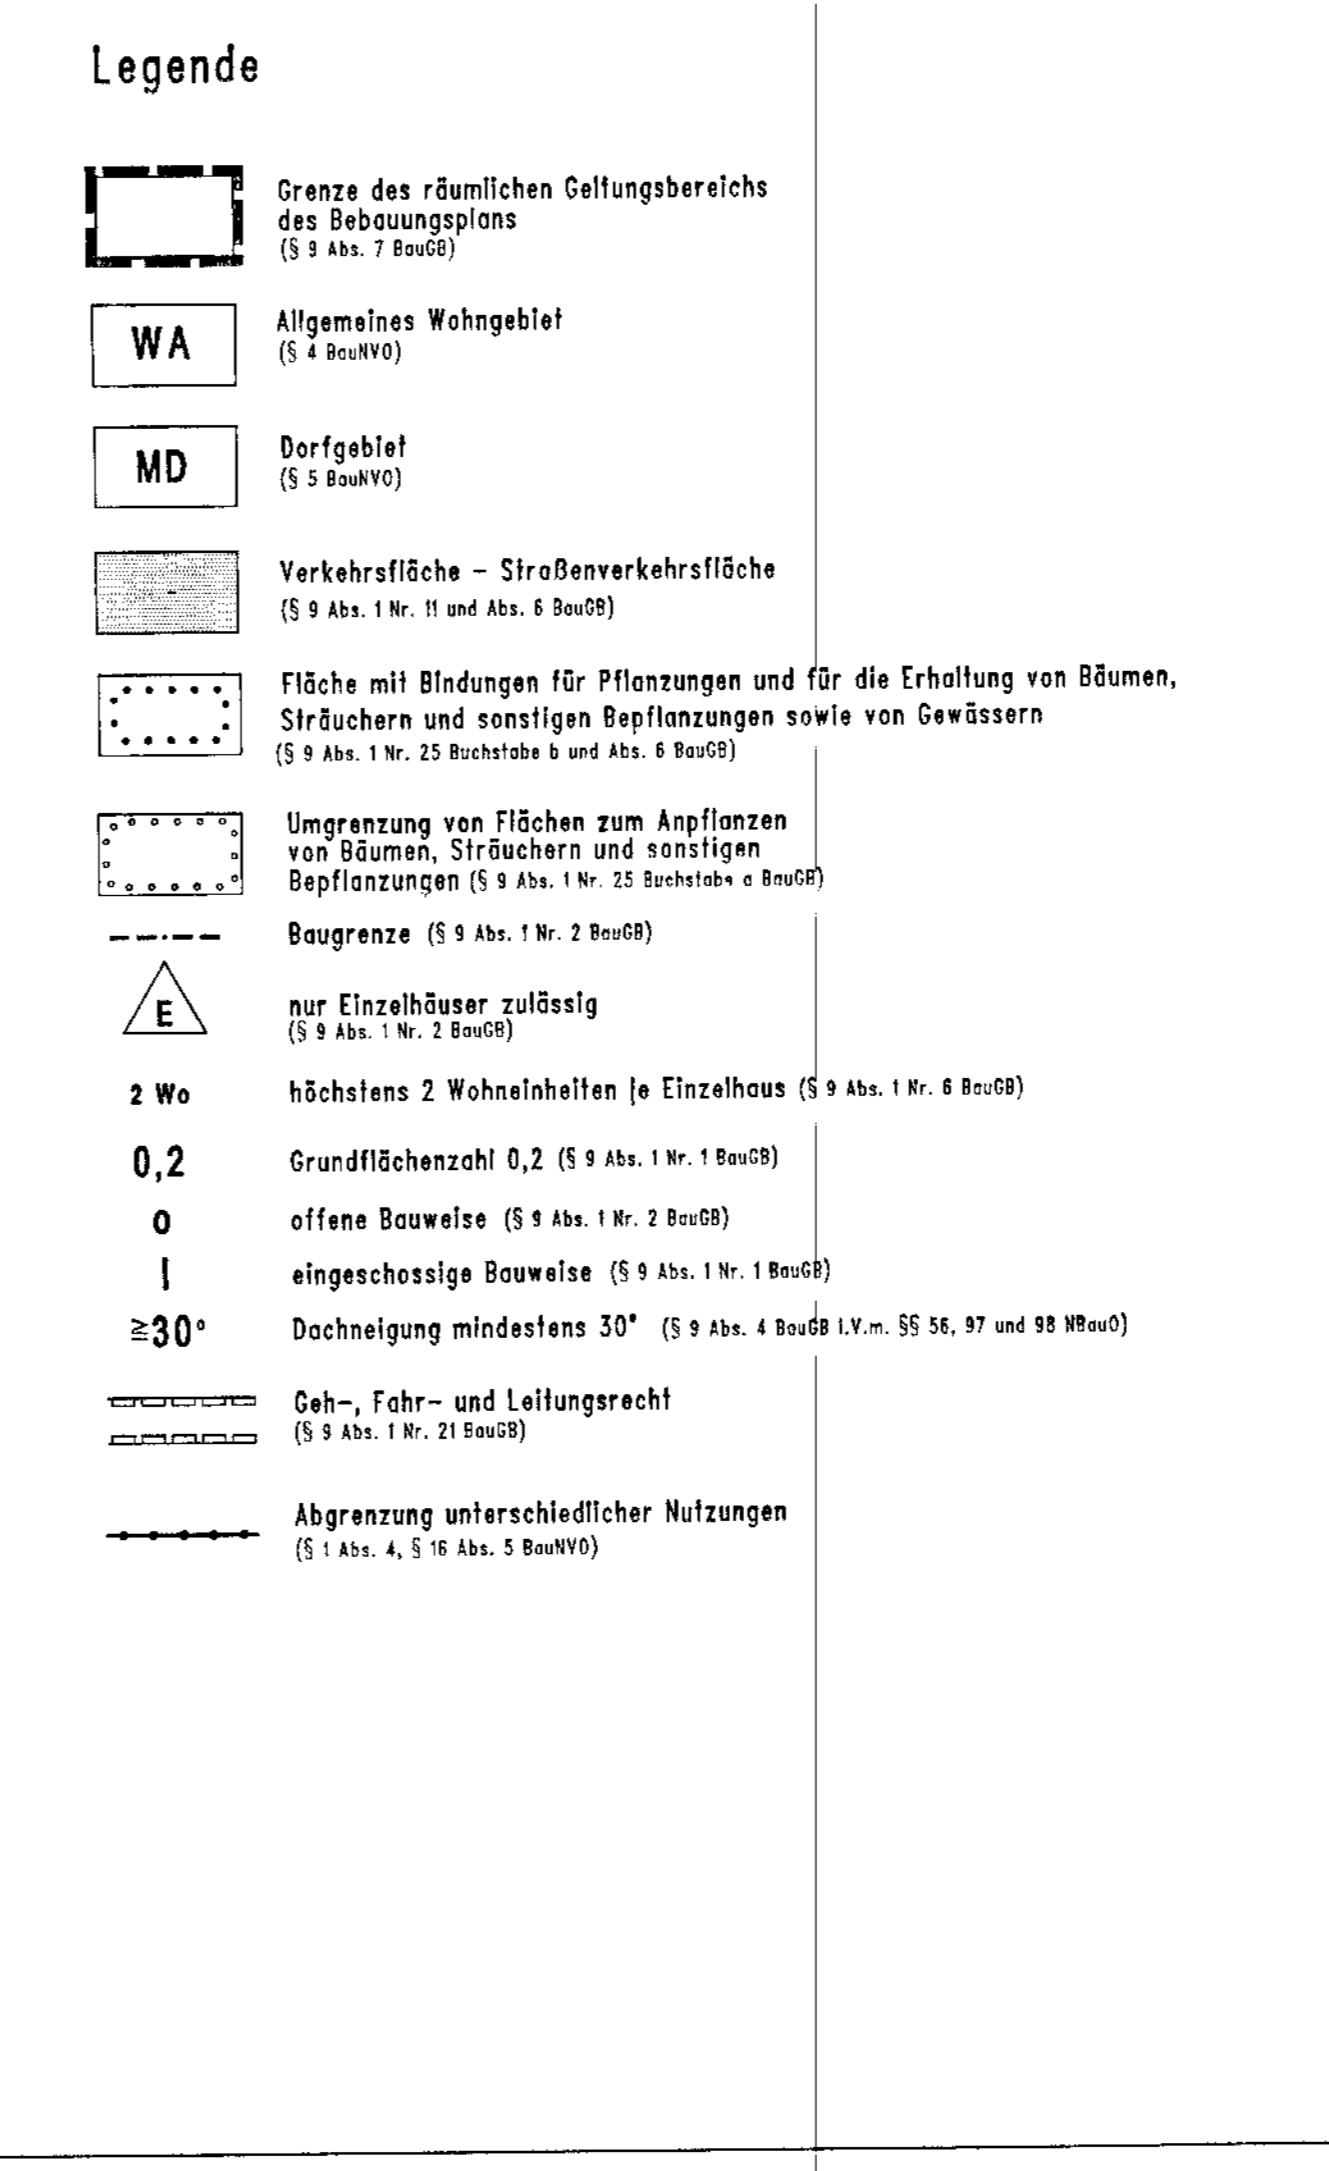 Legende
Grenze des räumlichen Geltungsbereichs
des Bebauungsplans
(§ 9 Abs. 7 BauGB)
WA
Allgemeines Wohngebiet
(§ 4 BauNVO)
MD
Dorfgebiet
(§ 5 BauNVO)
Verkehrsfläche – Straßenverkehrsfläche
(§ 9 Abs. 1 Nr. 11 und Abs. 6 BauGB)
Fläche mit Bindungen für Pflanzungen und für die Erhaltung von Bäumen,
Sträuchern und sonstigen Bepflanzungen sowie von Gewässern
(§ 9 Abs. 1 Nr. 25 Buchstabe b und Abs. 6 BauGB)
Umgrenzung von Flächen zum Anpflanzen
von Bäumen, Sträuchern und sonstigen
Bepflanzungen (§ 9 Abs. 1 Nr. 25 Buchstabe a BauGB)
Baugrenze (§ 9 Abs. 1 Nr. 2 BauGB)
E
nur Einzelhäuser zulässig
(§ 9 Abs. 1 Nr. 2 BauGB)
2 Wo höchstens 2 Wohneinheiten je Einzelhaus (§ 9 Abs. 1 Nr. 6 BauGB)
0,2 Grundflächenzahl 0,2 (§ 9 Abs. 1 Nr. 1 BauGB)
o offene Bauweise (§ 9 Abs. 1 Nr. 2 BauGB)
I eingeschossige Bauweise (§ 9 Abs. 1 Nr. 1 BauGB)
≥30° Dachneigung mindestens 30° (§ 9 Abs. 4 BauGB i.V.m. §§ 56, 97 und 98 NBauO)
Geh-, Fahr- und Leitungsrecht
(§ 9 Abs. 1 Nr. 21 BauGB)
Abgrenzung unterschiedlicher Nutzungen
(§ 1 Abs. 4, § 16 Abs. 5 BauNVO)